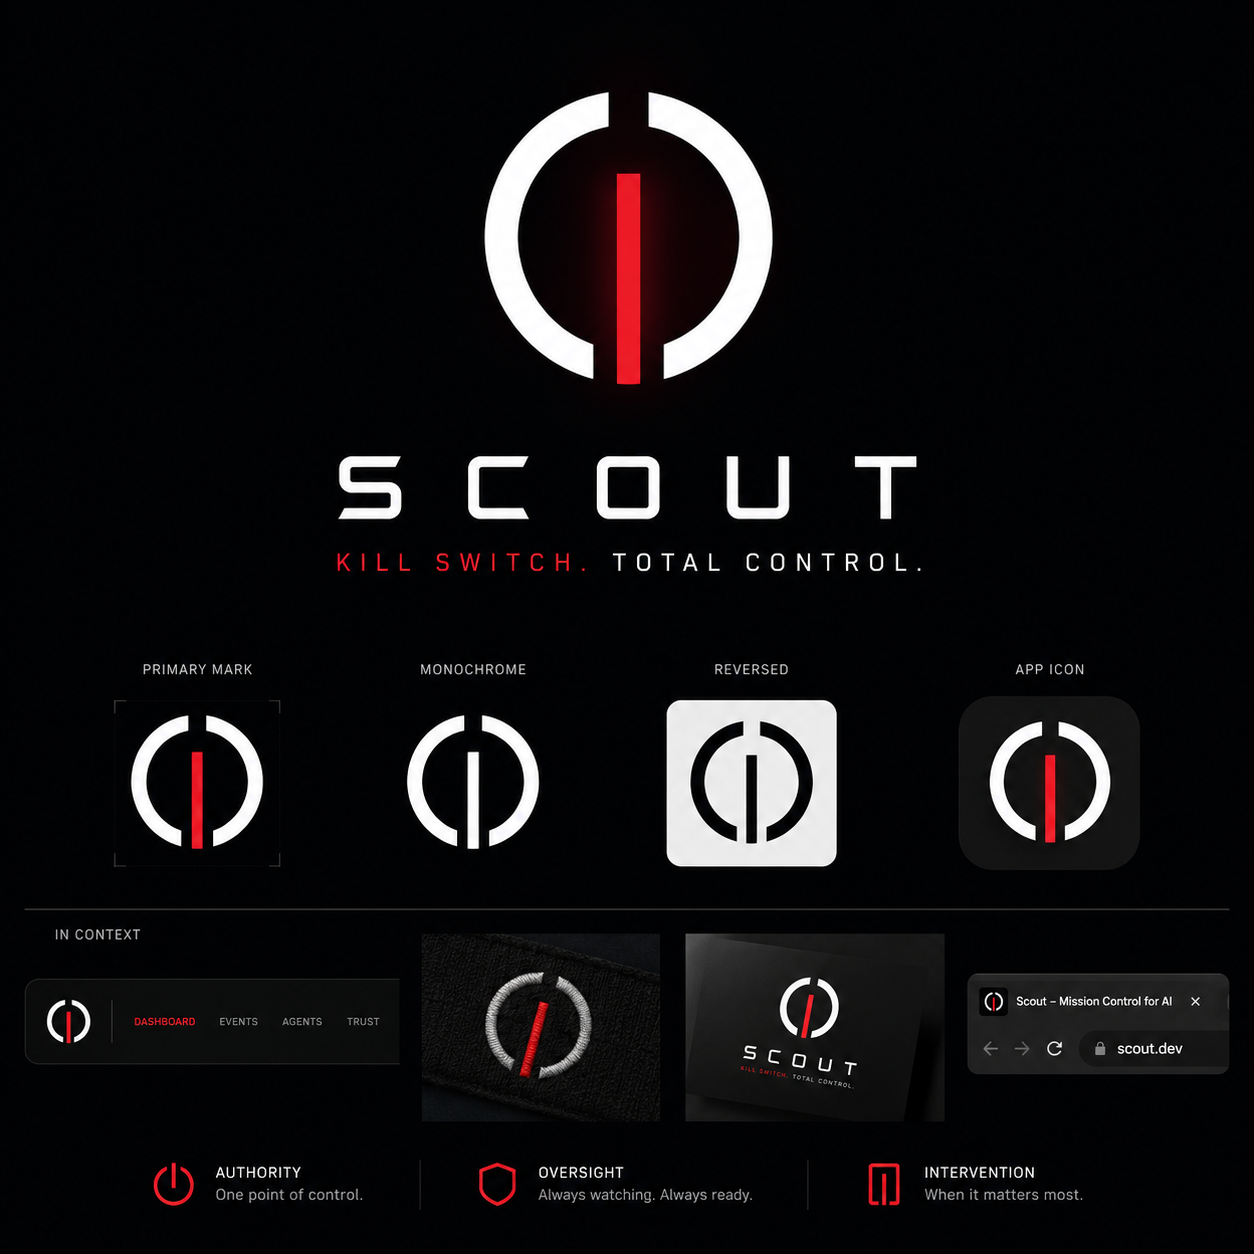 SCOUT
KILL SWITCH. TOTAL CONTROL.
PRIMARY MARK
MONOCHROME
REVERSED
APP ICON
IN CONTEXT
DASHBOARD EVENTS AGENTS TRUST
SCOUT
KILL SWITCH. TOTAL CONTROL.
Scout – Mission Control for AI
scout.dev
AUTHORITY
One point of control.
OVERSIGHT
Always watching. Always ready.
INTERVENTION
When it matters most.